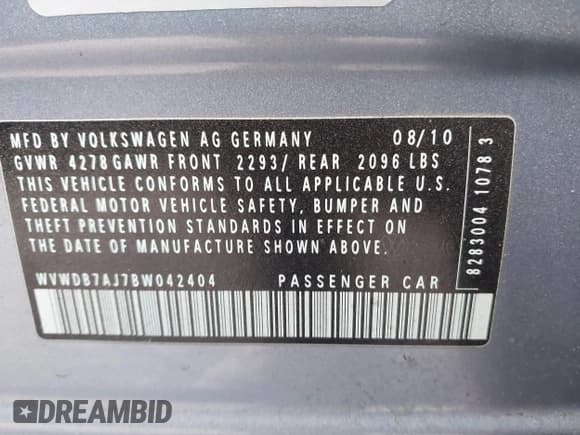 MFD BY VOLKSWAGEN AG GERMANY 08/10
GVWR 4278 GAWR FRONT 2293/ REAR 2096 LBS
THIS VEHICLE CONFORMS TO ALL APPLICABLE U.S.
FEDERAL MOTOR VEHICLE SAFETY, BUMPER AND
THEFT PREVENTION STANDARDS IN EFFECT ON
THE DATE OF MANUFACTURE SHOWN ABOVE.
WVWDB7AJ7BW042404 PASSENGER CAR
8283004 1078 3
DREAMBID